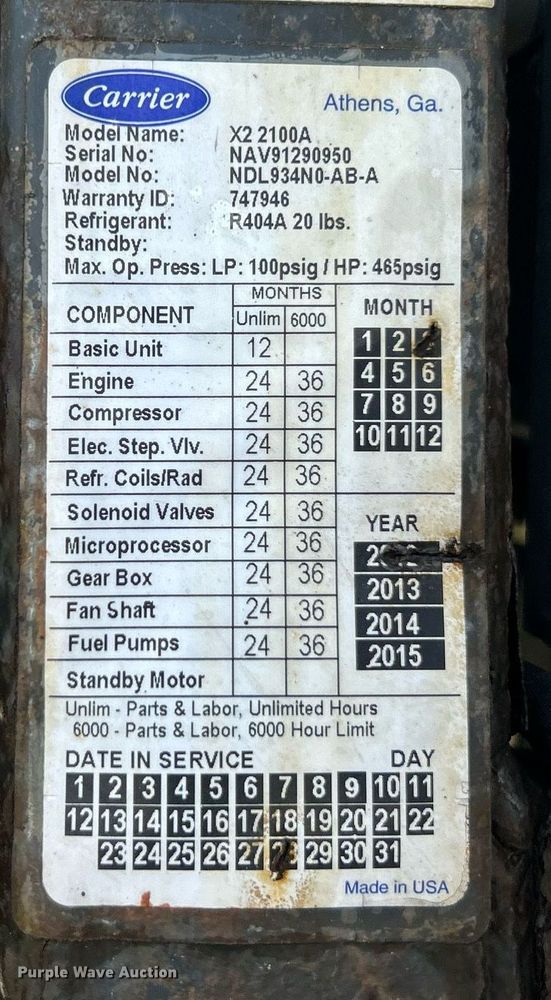 Carrier Athens, Ga.
Model Name: X2 2100A
Serial No: NAV91290950
Model No: NDL934N0-AB-A
Warranty ID: 747946
Refrigerant: R404A 20 lbs.
Standby:
Max. Op. Press: LP: 100psig / HP: 465psig
COMPONENT MONTHS
Unlim 6000
Basic Unit 12
Engine 24 36
Compressor 24 36
Elec. Step. Vlv. 24 36
Refr. Coils/Rad 24 36
Solenoid Valves 24 36
Microprocessor 24 36
Gear Box 24 36
Fan Shaft 24 36
Fuel Pumps 24 36
Standby Motor
MONTH
1 2
4 5 6
7 8 9
10 11 12
YEAR
2013
2014
2015
Unlim - Parts & Labor, Unlimited Hours
6000 - Parts & Labor, 6000 Hour Limit
DATE IN SERVICE DAY
1 2 3 4 5 6 7 8 9 10 11
12 13 14 15 16 17 18 19 20 21 22
23 24 25 26 27 28 29 30 31
Made in USA
Purple Wave Auction